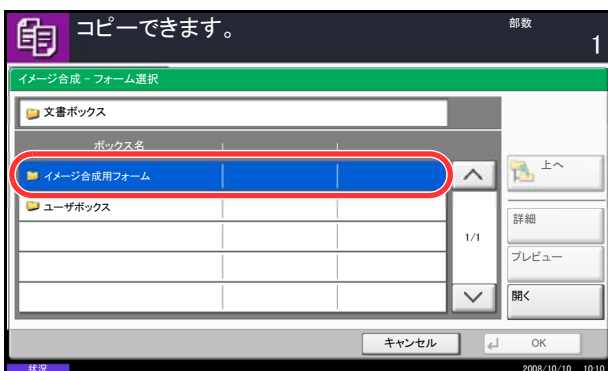 コピーできます。
部数
1
イメージ合成 - フォーム選択
文書ボックス
ボックス名
イメージ合成用フォーム
上へ
ユーザボックス
詳細
1/1
プレビュー
開く
キャンセル
OK
状況
2008/10/10 10:10